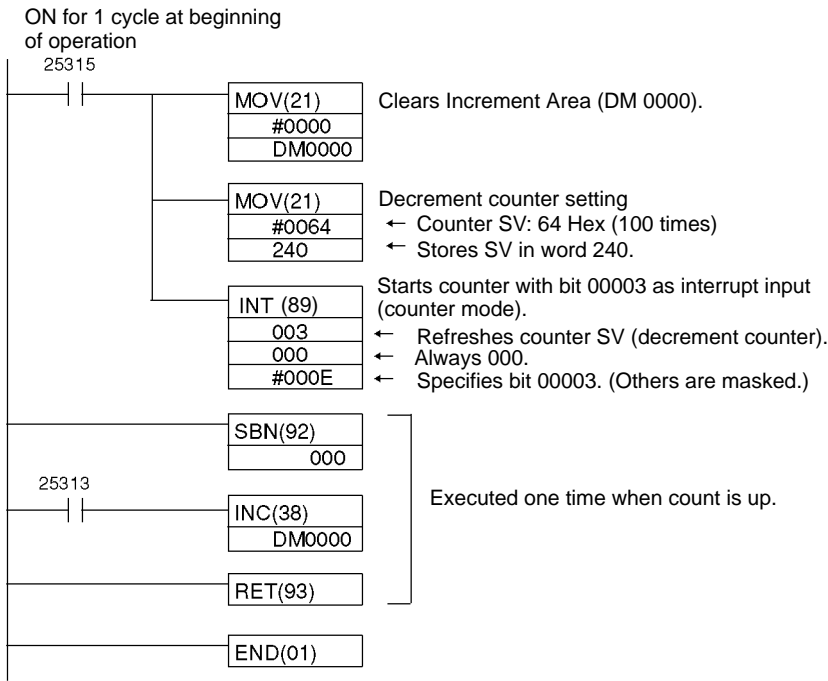 ON for 1 cycle at beginning
of operation
25315
MOV(21)
#0000
DM0000
Clears Increment Area (DM 0000).
MOV(21)
#0064
240
Decrement counter setting
← Counter SV: 64 Hex (100 times)
← Stores SV in word 240.
INT (89)
003
000
#000E
Starts counter with bit 00003 as interrupt input
(counter mode).
← Refreshes counter SV (decrement counter).
← Always 000.
← Specifies bit 00003. (Others are masked.)
SBN(92)
000
25313
INC(38)
DM0000
Executed one time when count is up.
RET(93)
END(01)